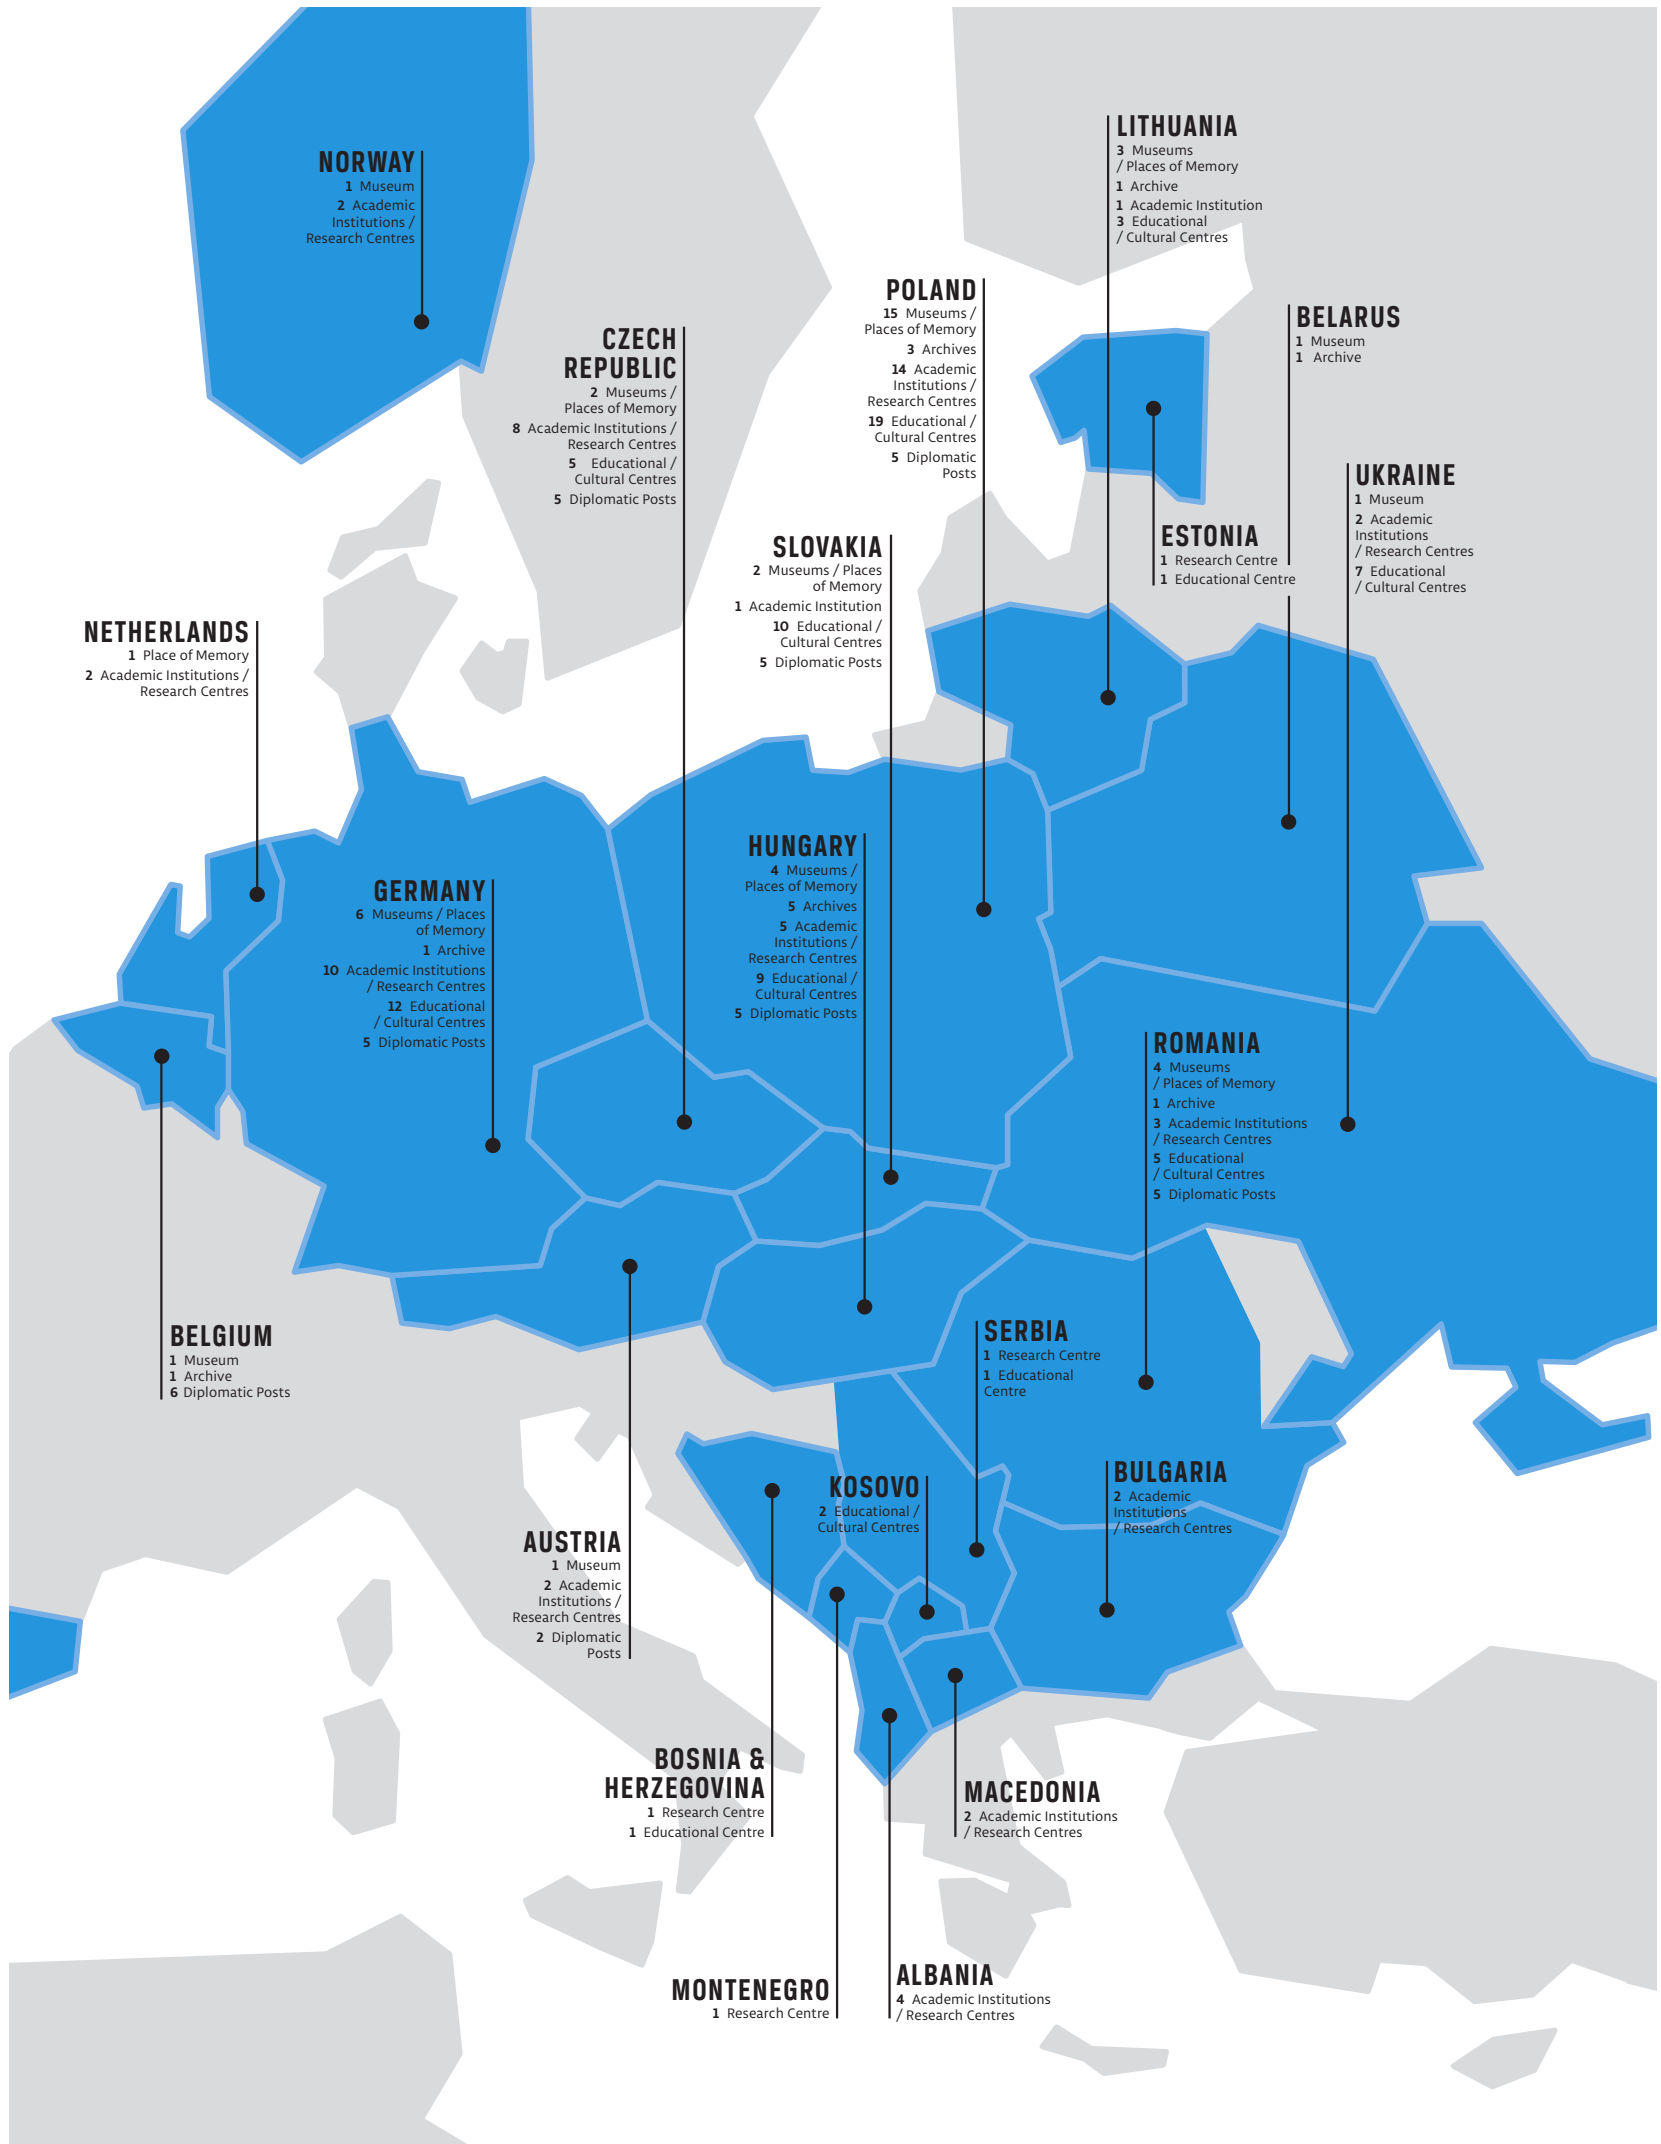 NORWAY
1 Museum
2 Academic
Institutions /
Research Centres
LITHUANIA
3 Museums
/ Places of Memory
1 Archive
1 Academic Institution
3 Educational
/ Cultural Centres
POLAND
15 Museums /
Places of Memory
3 Archives
14 Academic
Institutions /
Research Centres
19 Educational /
Cultural Centres
5 Diplomatic
Posts
BELARUS
1 Museum
1 Archive
CZECH
REPUBLIC
2 Museums /
Places of Memory
8 Academic Institutions /
Research Centres
5 Educational /
Cultural Centres
5 Diplomatic Posts
UKRAINE
1 Museum
2 Academic
Institutions
/ Research Centres
7 Educational
/ Cultural Centres
ESTONIA
1 Research Centre
1 Educational Centre
SLOVAKIA
2 Museums / Places
of Memory
1 Academic Institution
10 Educational /
Cultural Centres
5 Diplomatic Posts
NETHERLANDS
1 Place of Memory
2 Academic Institutions /
Research Centres
HUNGARY
4 Museums /
Places of Memory
5 Archives
5 Academic
Institutions /
Research Centres
9 Educational /
Cultural Centres
5 Diplomatic Posts
GERMANY
6 Museums / Places
of Memory
1 Archive
10 Academic Institutions
/ Research Centres
12 Educational
/ Cultural Centres
5 Diplomatic Posts
ROMANIA
4 Museums
/ Places of Memory
1 Archive
3 Academic Institutions
/ Research Centres
5 Educational
/ Cultural Centres
5 Diplomatic Posts
BELGIUM
1 Museum
1 Archive
6 Diplomatic Posts
SERBIA
1 Research Centre
1 Educational
Centre
KOSOVO
2 Educational /
Cultural Centres
BULGARIA
2 Academic
Institutions
/ Research Centres
AUSTRIA
1 Museum
2 Academic
Institutions /
Research Centres
2 Diplomatic
Posts
BOSNIA &
HERZEGOVINA
1 Research Centre
1 Educational Centre
MACEDONIA
2 Academic Institutions
/ Research Centres
MONTENEGRO
1 Research Centre
ALBANIA
4 Academic Institutions
/ Research Centres